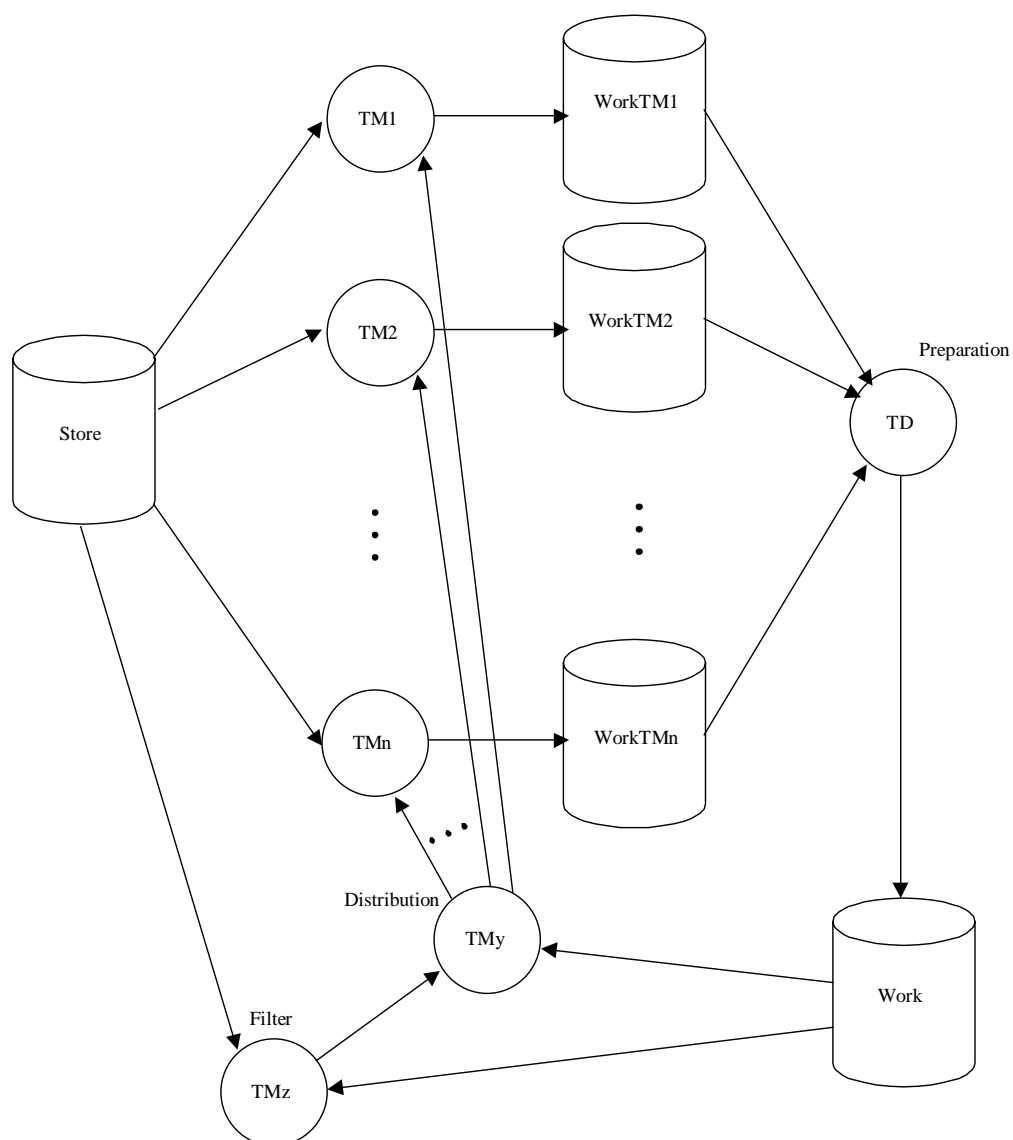 TM1
WorkTM1
TM2
WorkTM2
Preparation
Store
TD
TMn
WorkTMn
Distribution
TMy
Work
Filter
TMz